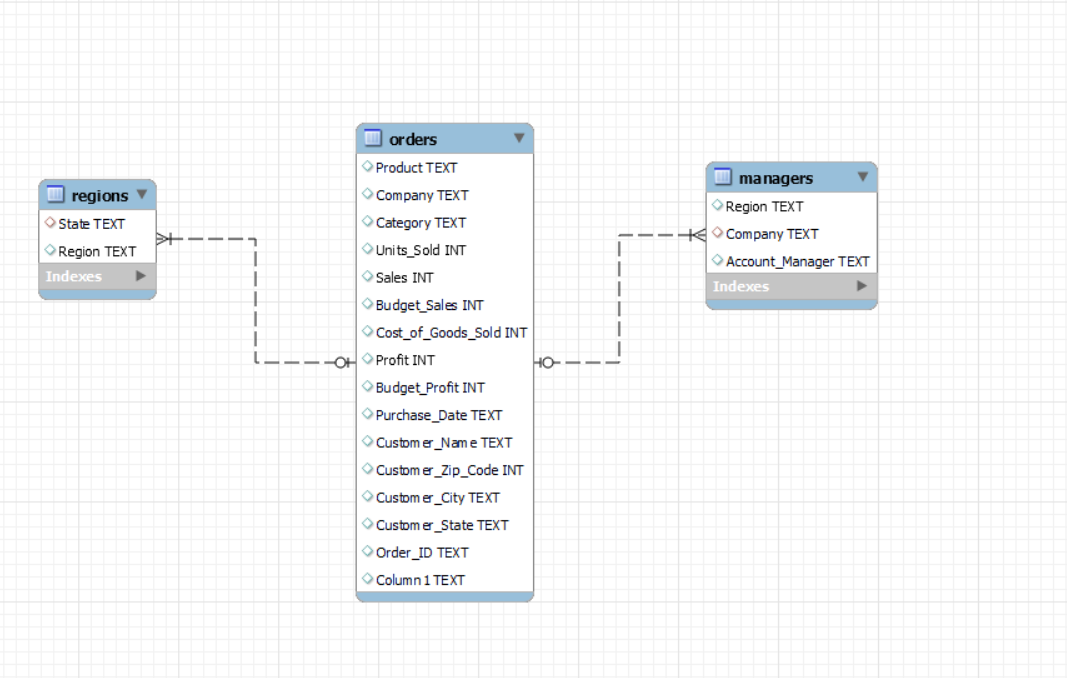 regions
State TEXT
Region TEXT
Indexes
orders
Product TEXT
Company TEXT
Category TEXT
Units_Sold INT
Sales INT
Budget_Sales INT
Cost_of_Goods_Sold INT
Profit INT
Budget_Profit INT
Purchase_Date TEXT
Customer_Name TEXT
Customer_Zip_Code INT
Customer_City TEXT
Customer_State TEXT
Order_ID TEXT
Column1 TEXT
managers
Region TEXT
Company TEXT
Account_Manager TEXT
Indexes